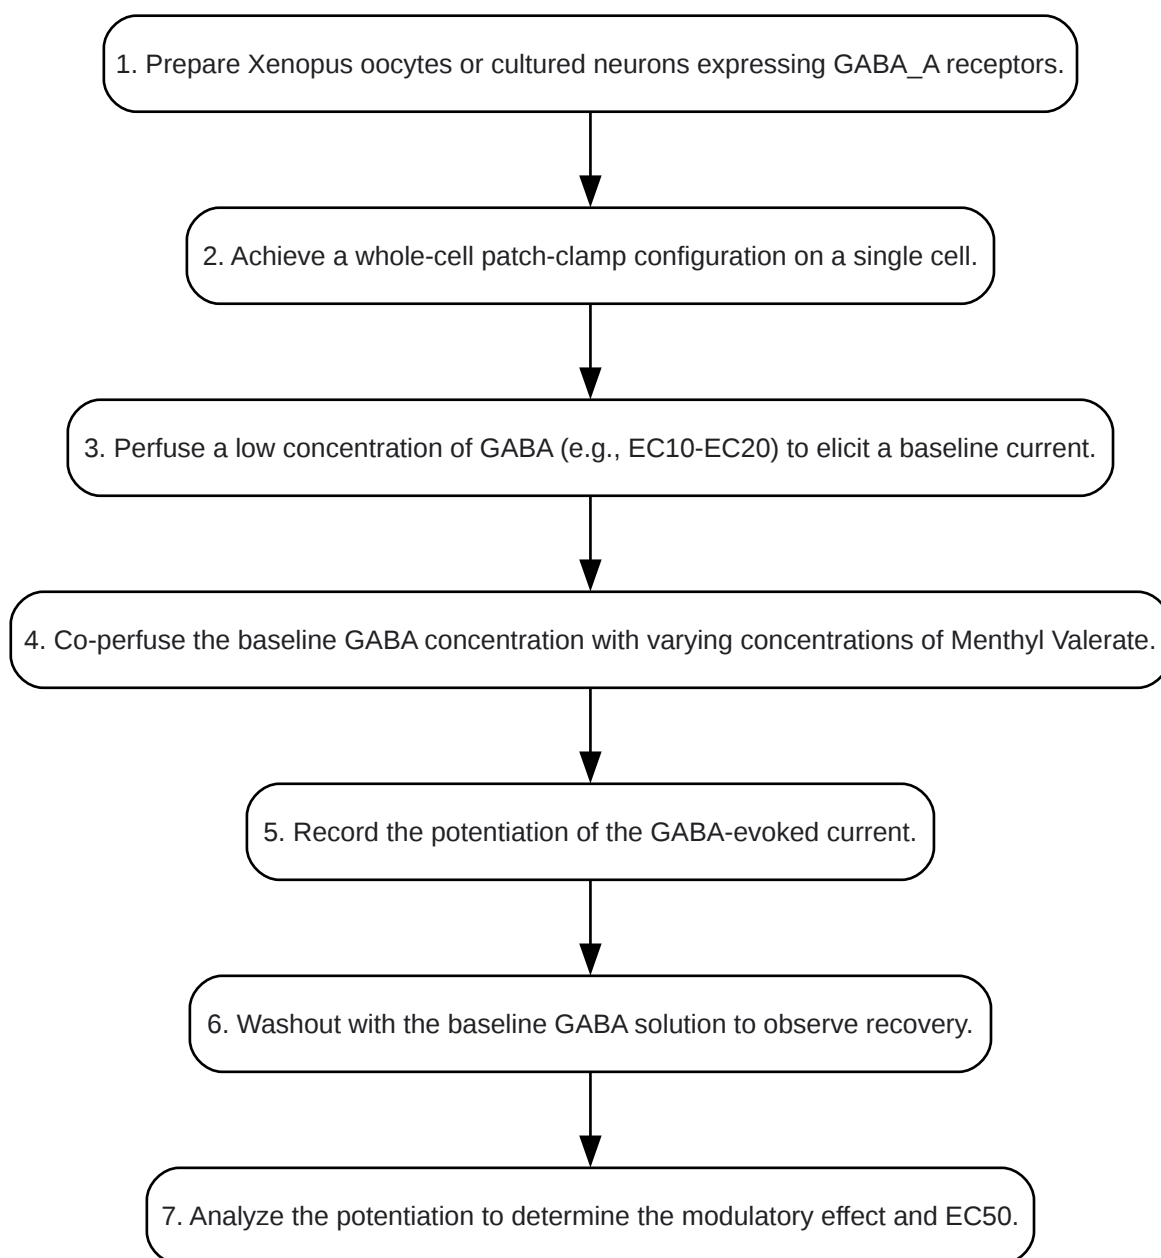 1. Prepare Xenopus oocytes or cultured neurons expressing GABA_A receptors.
2. Achieve a whole-cell patch-clamp configuration on a single cell.
3. Perfuse a low concentration of GABA (e.g., EC10-EC20) to elicit a baseline current.
4. Co-perfuse the baseline GABA concentration with varying concentrations of Menthyl Valerate.
5. Record the potentiation of the GABA-evoked current.
6. Washout with the baseline GABA solution to observe recovery.
7. Analyze the potentiation to determine the modulatory effect and EC50.